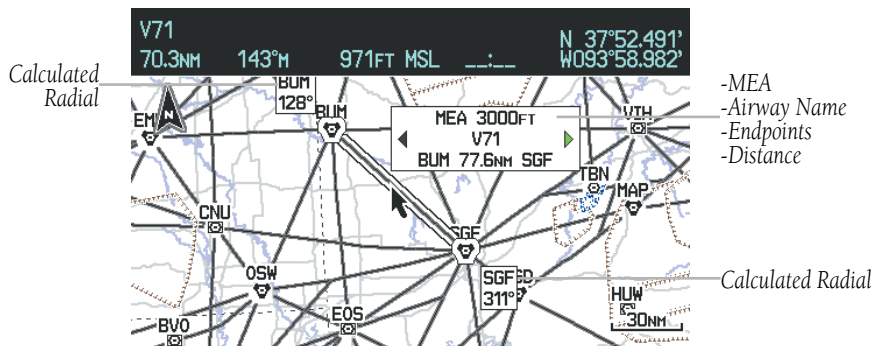 V71
70.3NM 143°M 971FT MSL __:__ N 37°52.491'
W093°58.982'
Calculated
Radial
BUM
128°
-MEA
-Airway Name
-Endpoints
-Distance
N
BUM
MEA 3000FT
V71
BUM 77.6NM SGF
VIH
EM
TBN
MAP
CNU
SGF
OSW
SGF
311°
D
Calculated Radial
HUW
EOS
30NM
BVO